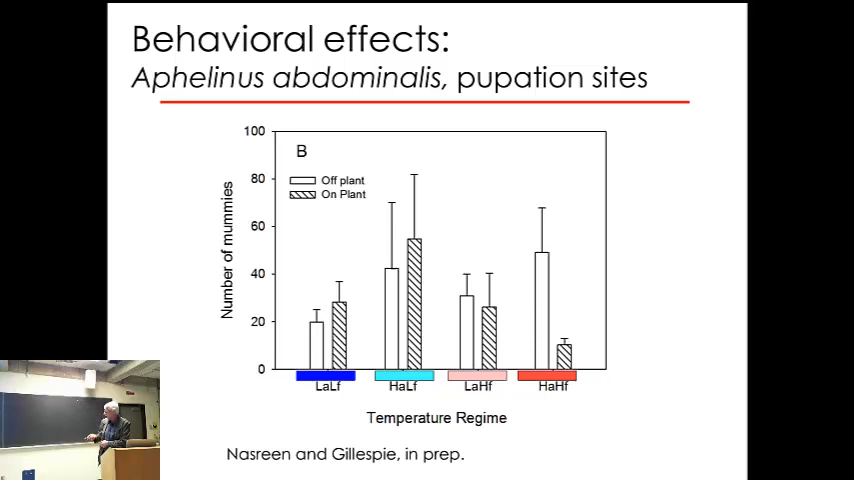 Behavioral effects:
Aphelinus abdominalis, pupation sites
100
80
60
40
20
0
Number of mummies
B
Off plant
On Plant
LaLf
HaLf
LaHf
HaHf
Temperature Regime
Nasreen and Gillespie, in prep.